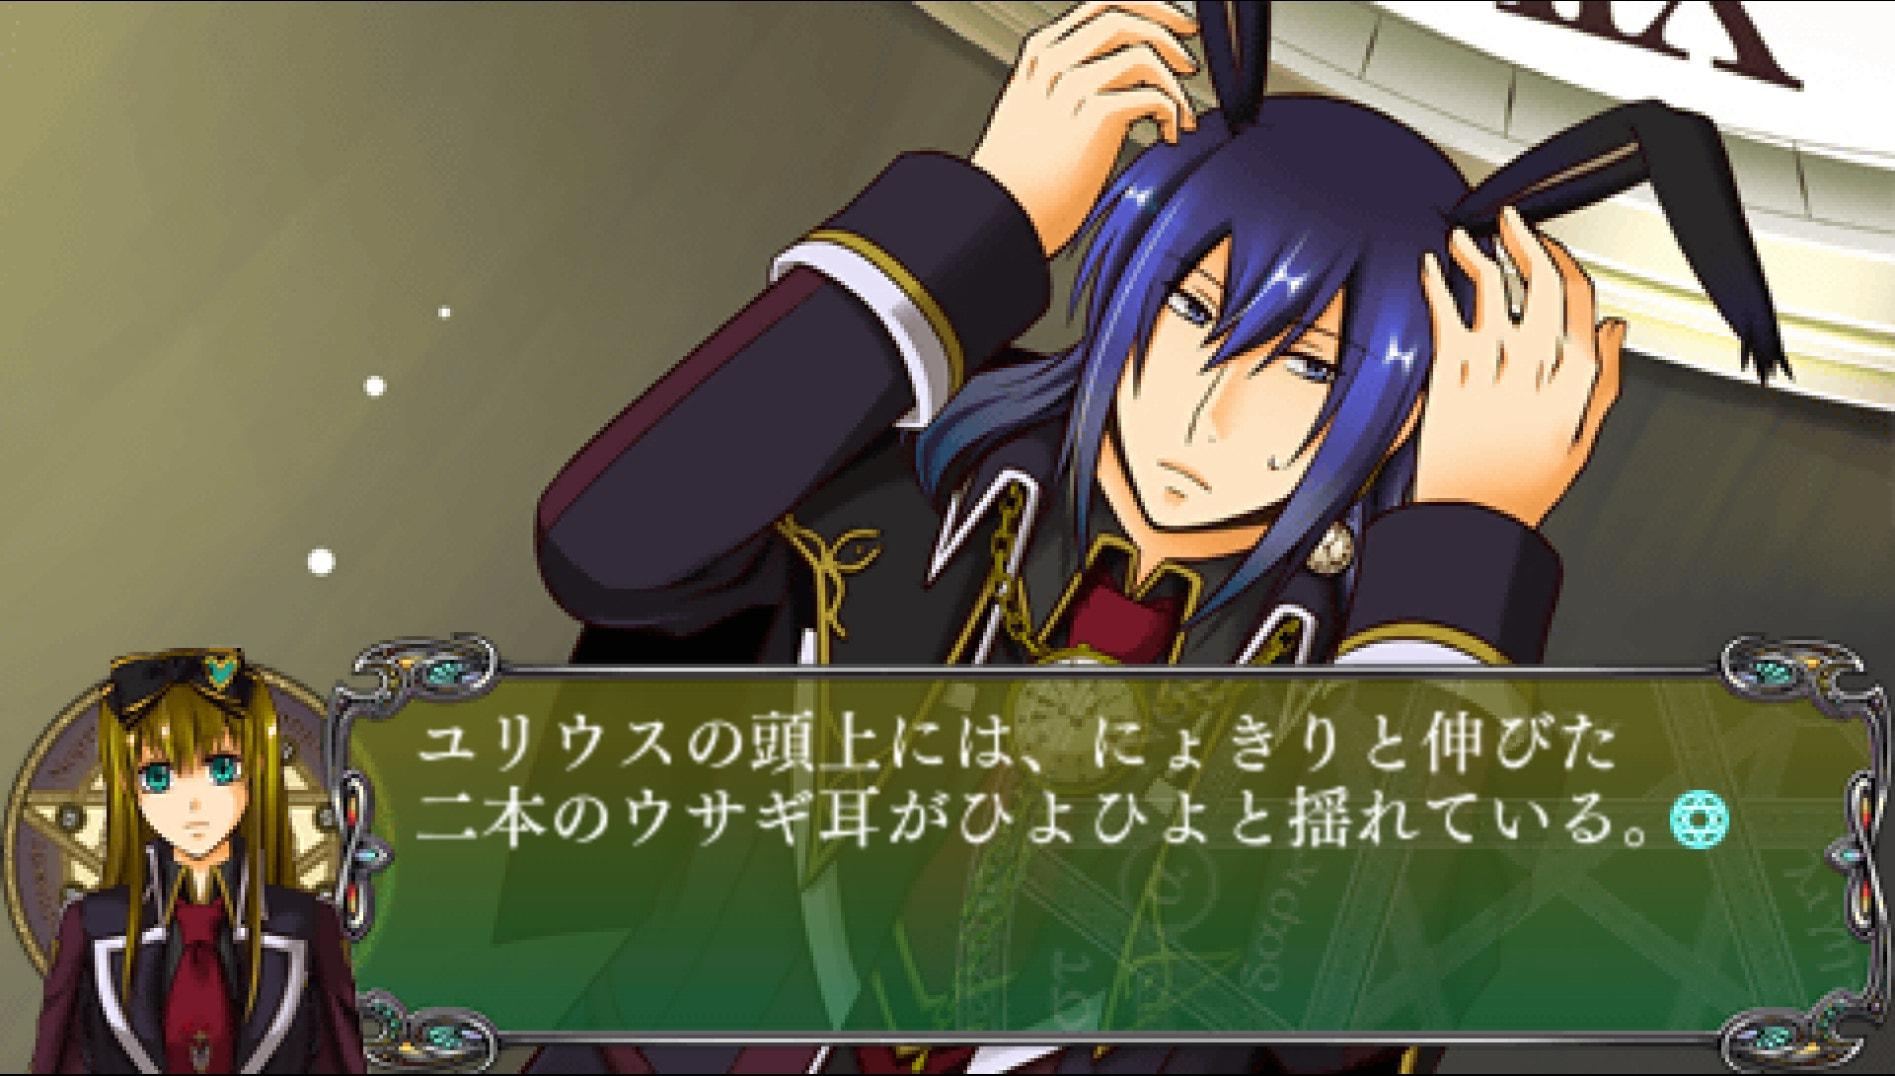 ユリウスの頭上には、にょきりと伸びた
二本のウサギ耳がひよひよと揺れている。